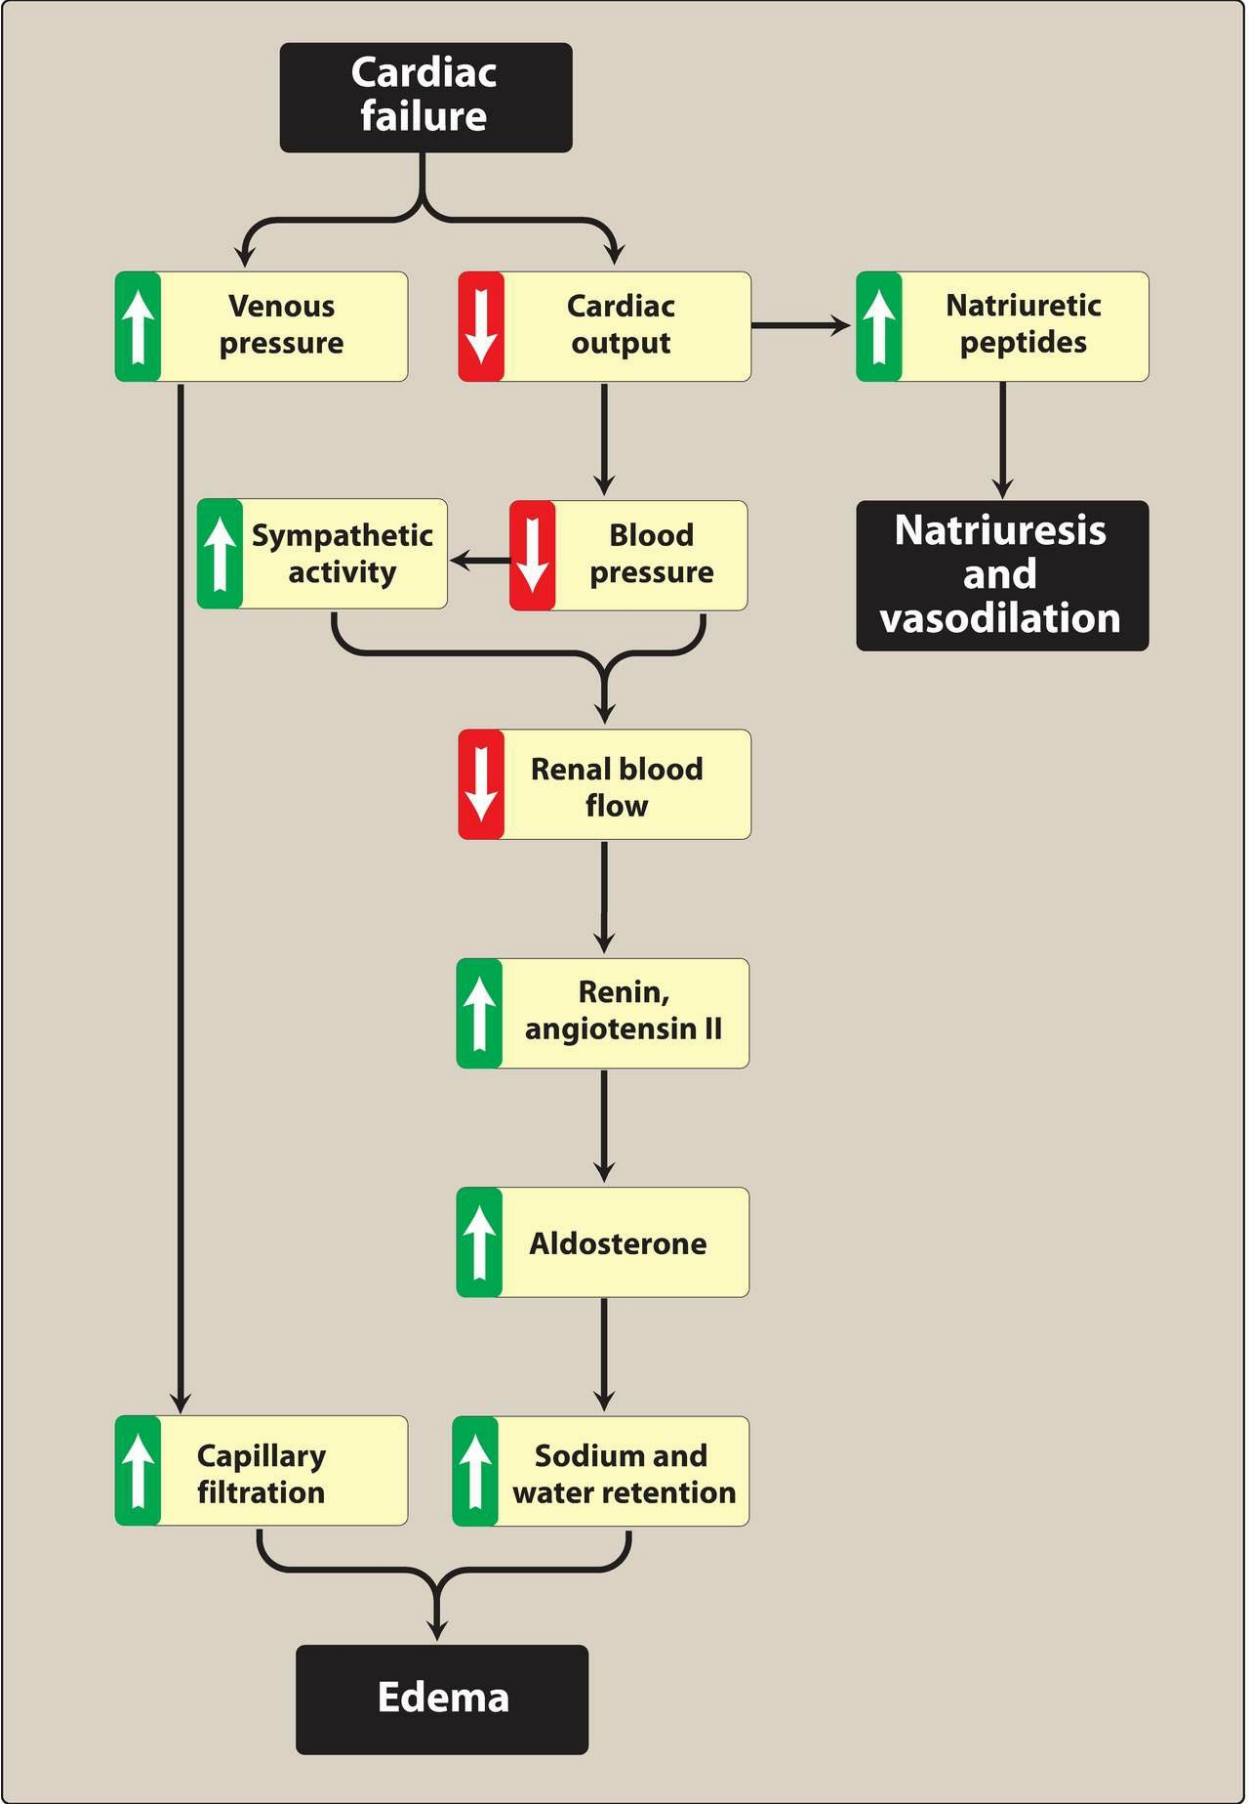 Cardiac
failure
Venous
pressure
Cardiac
output
Natriuretic
peptides
Sympathetic
activity
Blood
pressure
Natriuresis
and
vasodilation
Renal blood
flow
Renin,
angiotensin II
Aldosterone
Capillary
filtration
Sodium and
water retention
Edema